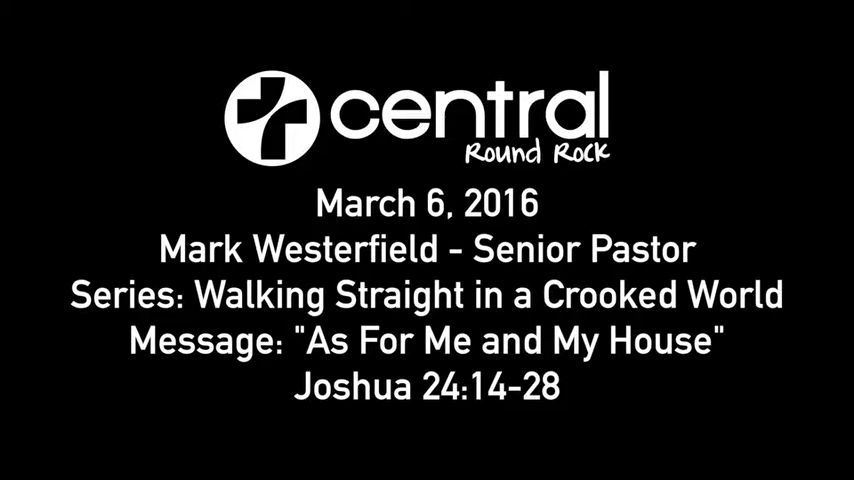 central
Round Rock
March 6, 2016
Mark Westerfield - Senior Pastor
Series: Walking Straight in a Crooked World
Message: "As For Me and My House"
Joshua 24:14-28